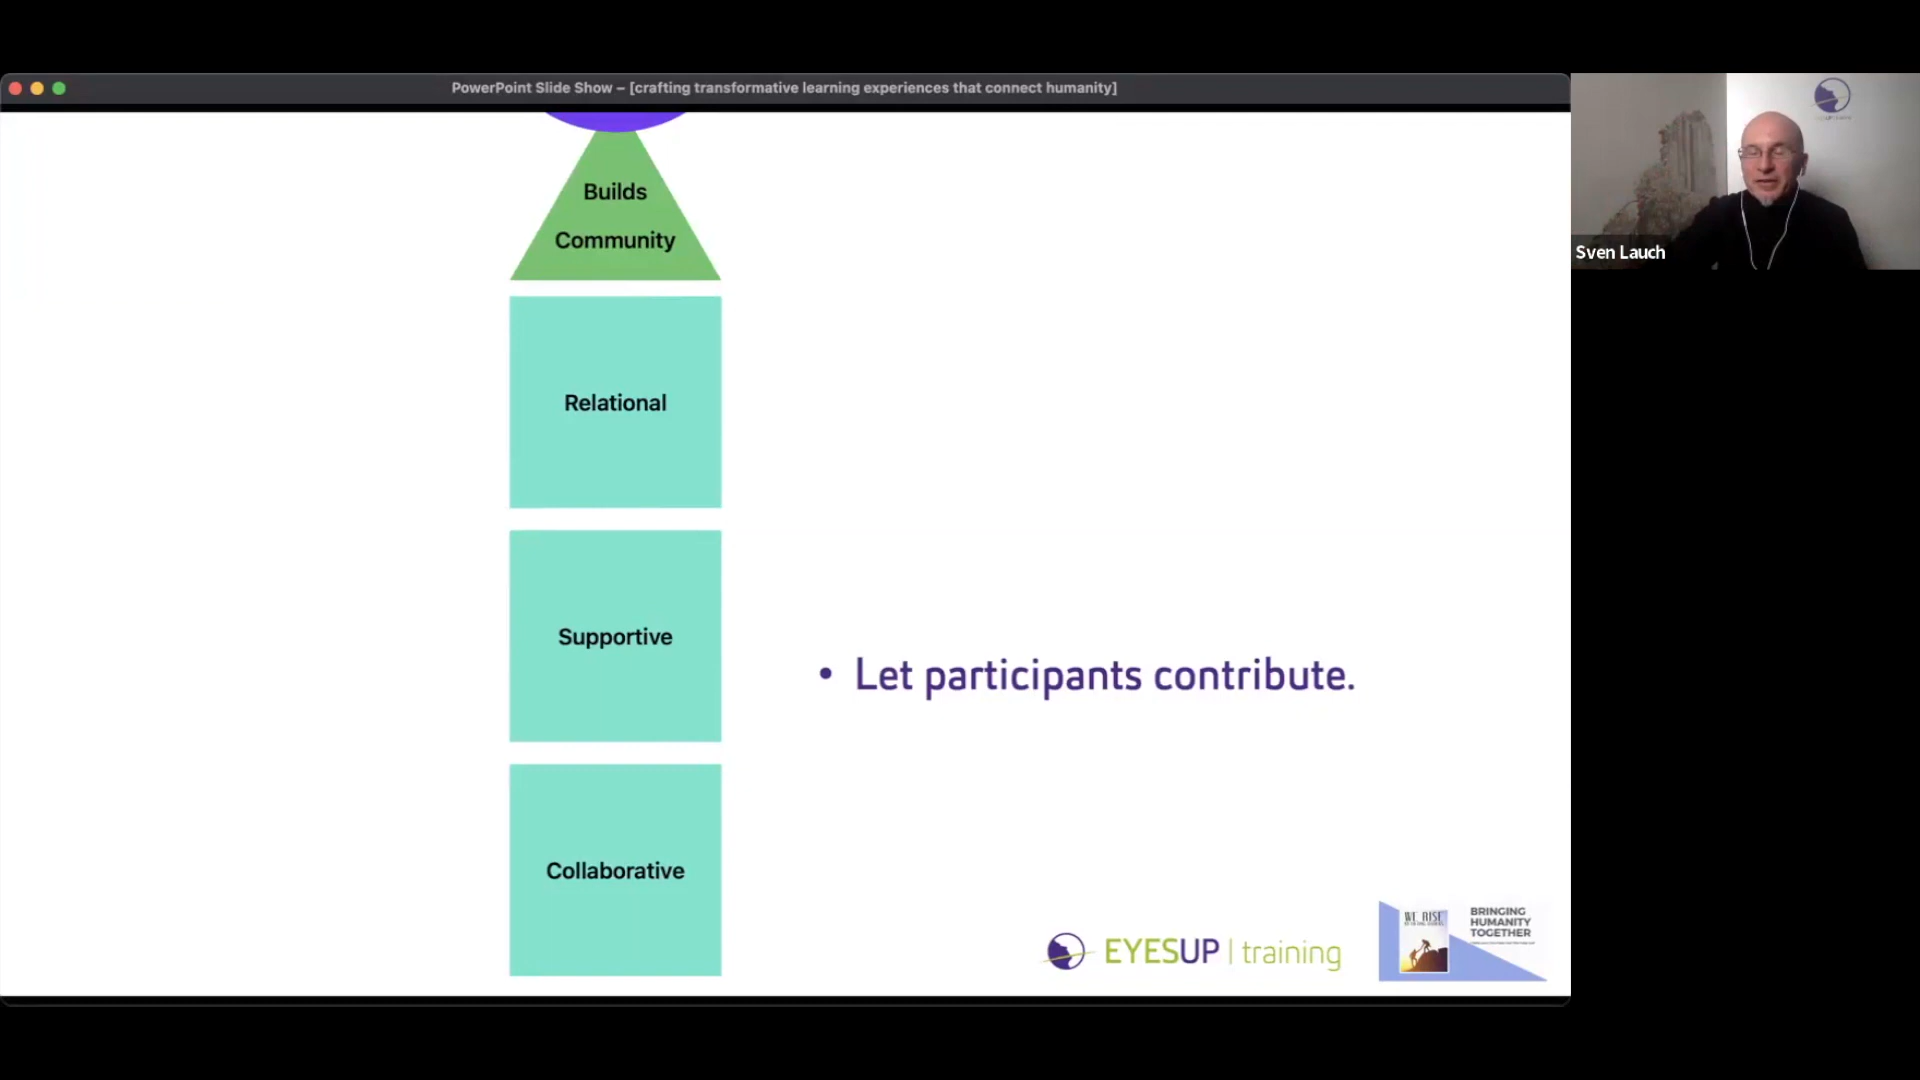 PowerPoint Slide Show – [crafting transformative learning experiences that connect humanity]
Builds
Community
Relational
Supportive
Collaborative
• Let participants contribute.
EYESUP | training
WE RISE
BRINGING
HUMANITY
TOGETHER
Sven Lauch